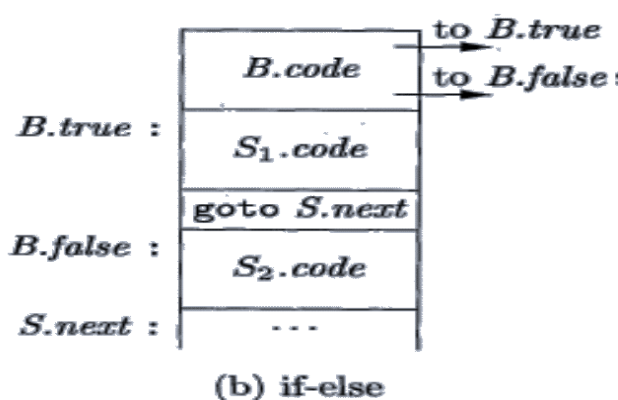 to B.true
B.code
to B.false
B.true :
S₁.code
goto S.next
B.false :
S₂.code
S.next :
...
(b) if-else